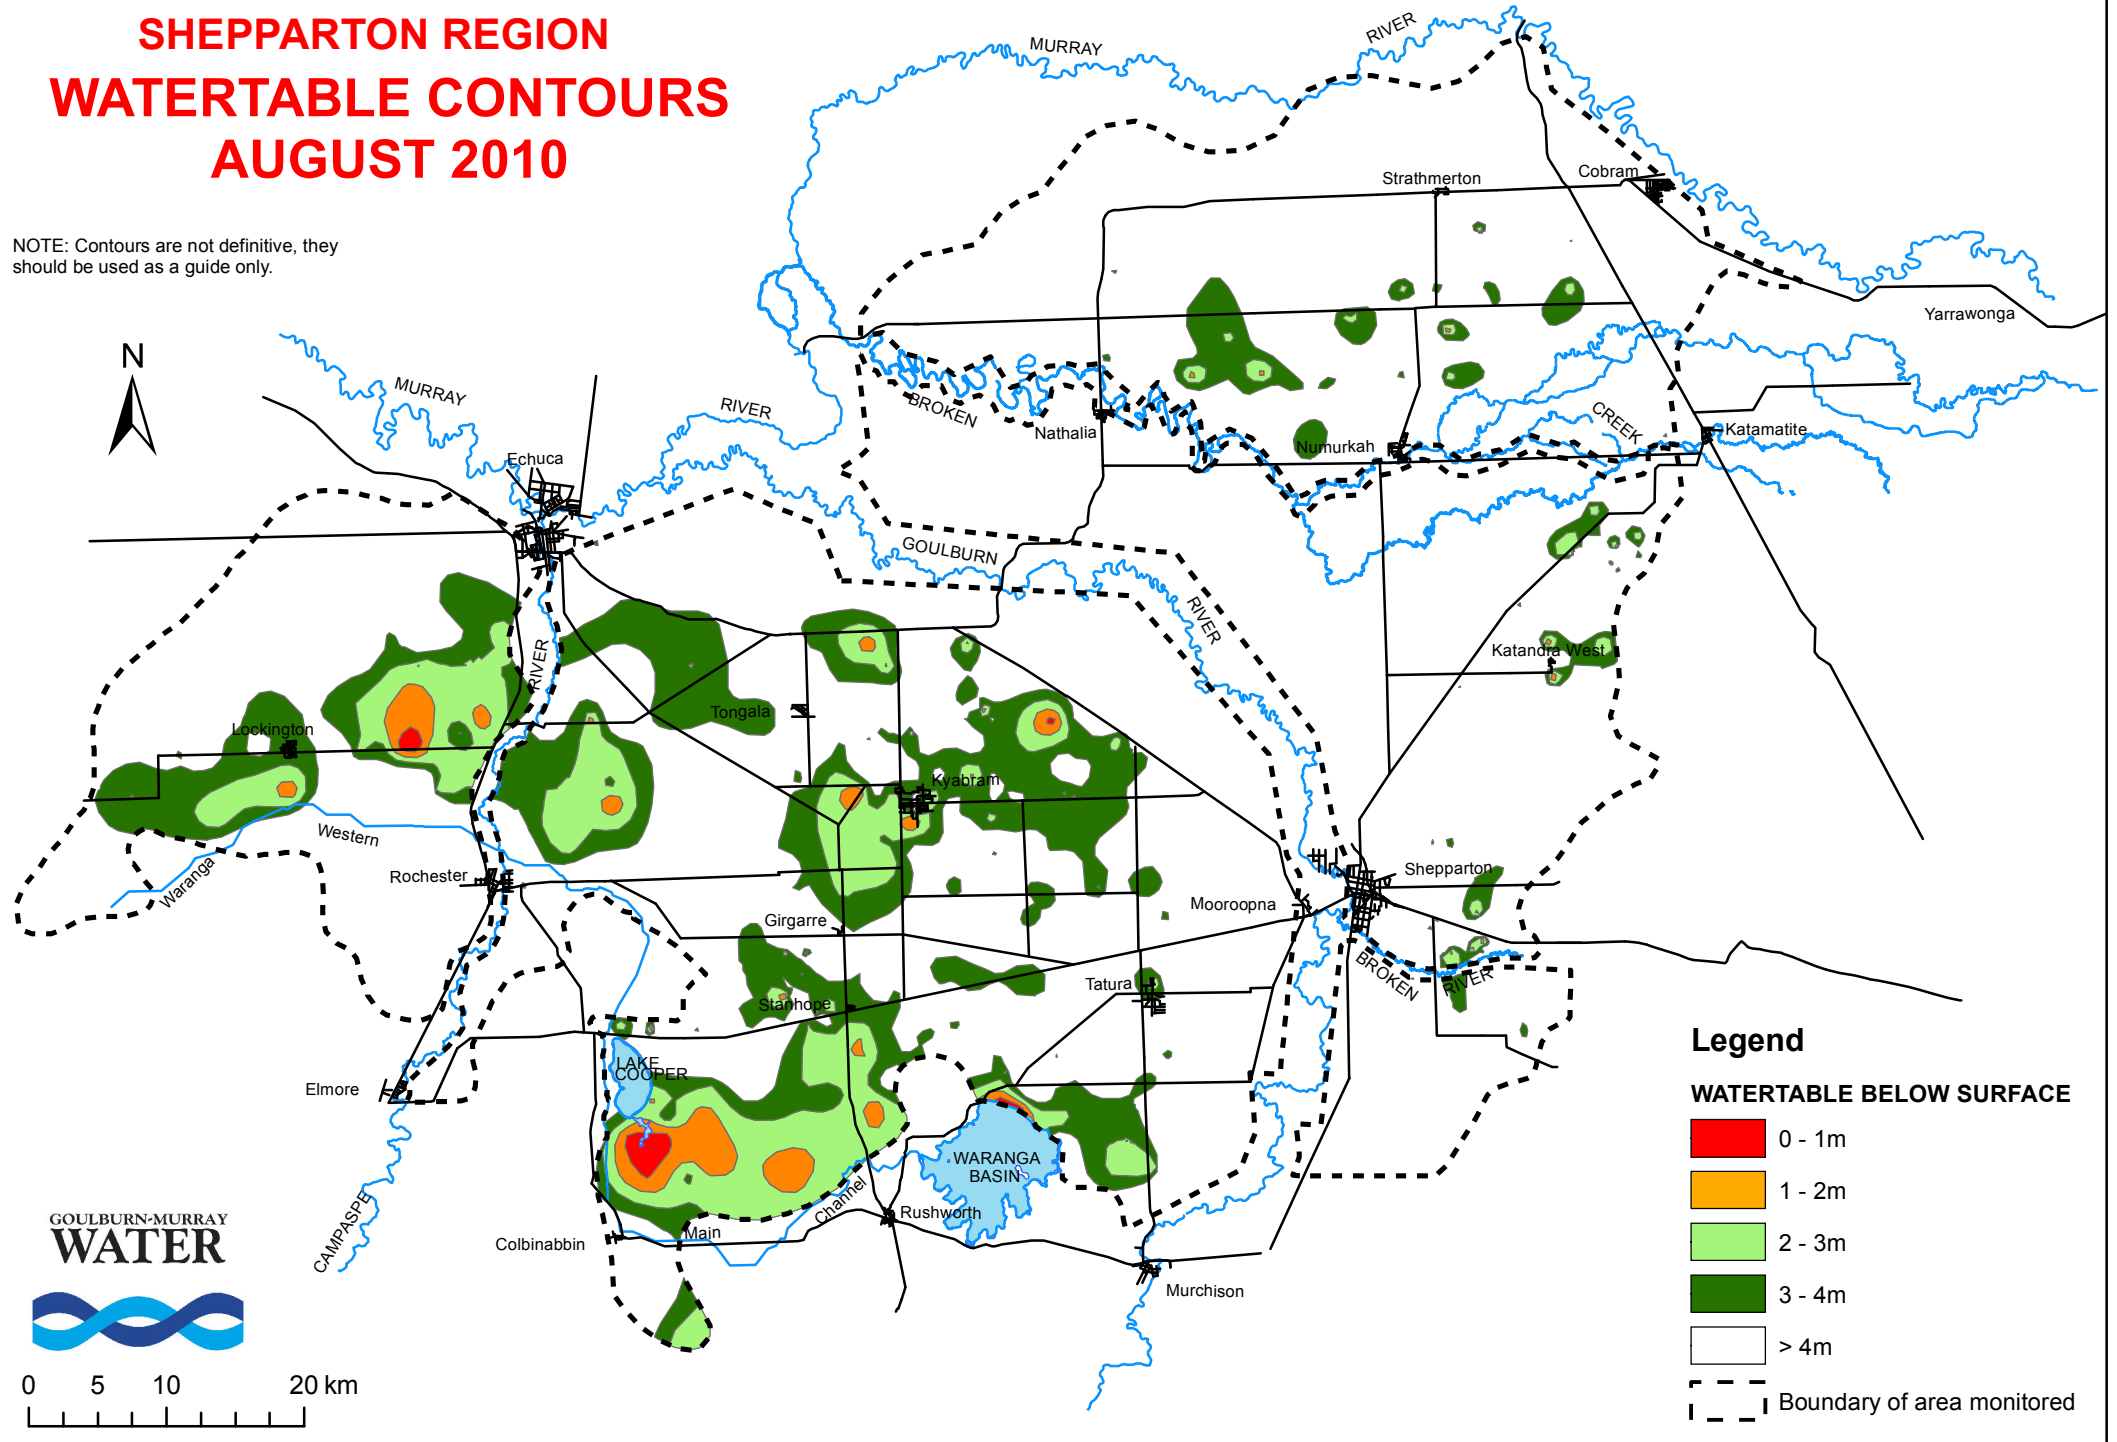 SHEPPARTON REGION
WATERTABLE CONTOURS
AUGUST 2010
NOTE: Contours are not definitive, they
should be used as a guide only.
N
MURRAY
RIVER
Strathmerton
Cobram
Yarrawonga
MURRAY
RIVER
BROKEN
Nathalia
Numurkah
CREEK
Katamatite
Echuca
GOULBURN
RIVER
RIVER
Katandra West
Lockington
Tongala
Kyabram
Western
Waranga
Rochester
Girgarre
Mooroopna
Shepparton
BROKEN
RIVER
Stanhope
Tatura
Elmore
LAKE
COOPER
WARANGA
BASIN
CAMPASPE
Colbinabbin
Main
Channel
Rushworth
Murchison
Legend
WATERTABLE BELOW SURFACE
0 - 1m
1 - 2m
2 - 3m
3 - 4m
> 4m
Boundary of area monitored
GOULBURN-MURRAY
WATER
0 5 10 20 km